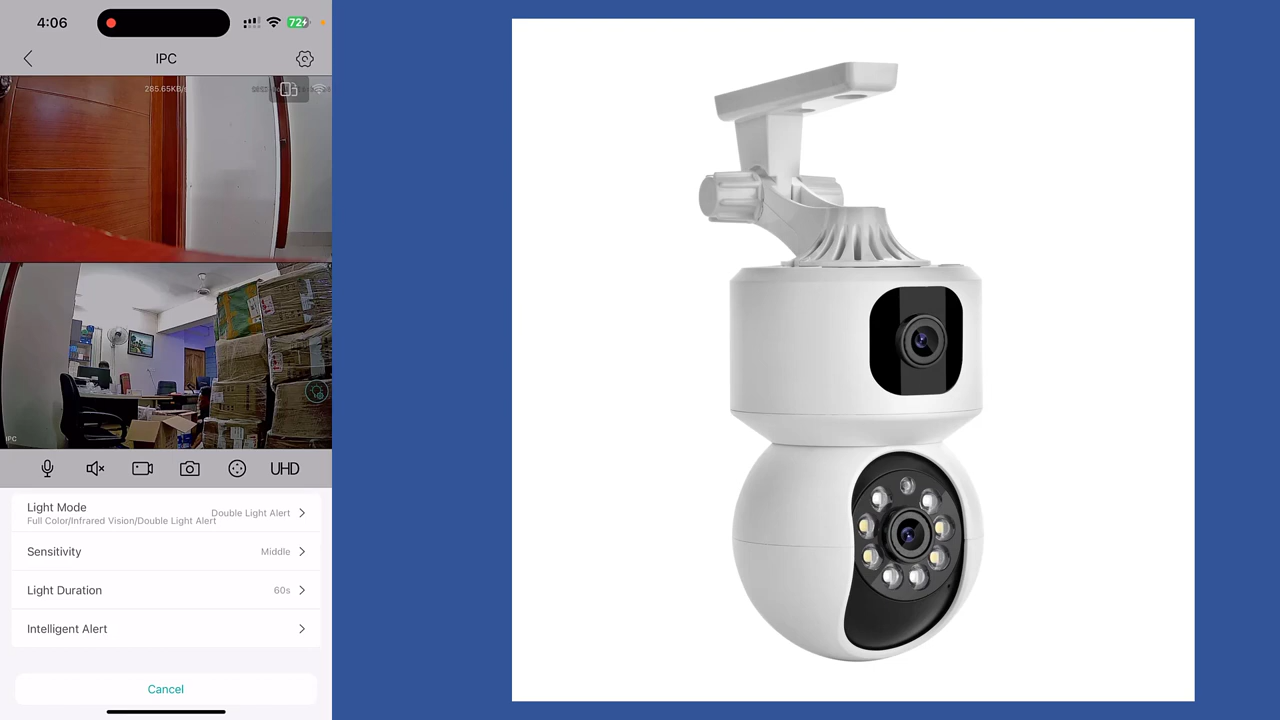 4:06
72
IPC
285.65KB/s
IPC
UHD
Light Mode
Double Light Alert
Full Color/Infrared Vision/Double Light Alert
Sensitivity
Middle
Light Duration
60s
Intelligent Alert
Cancel